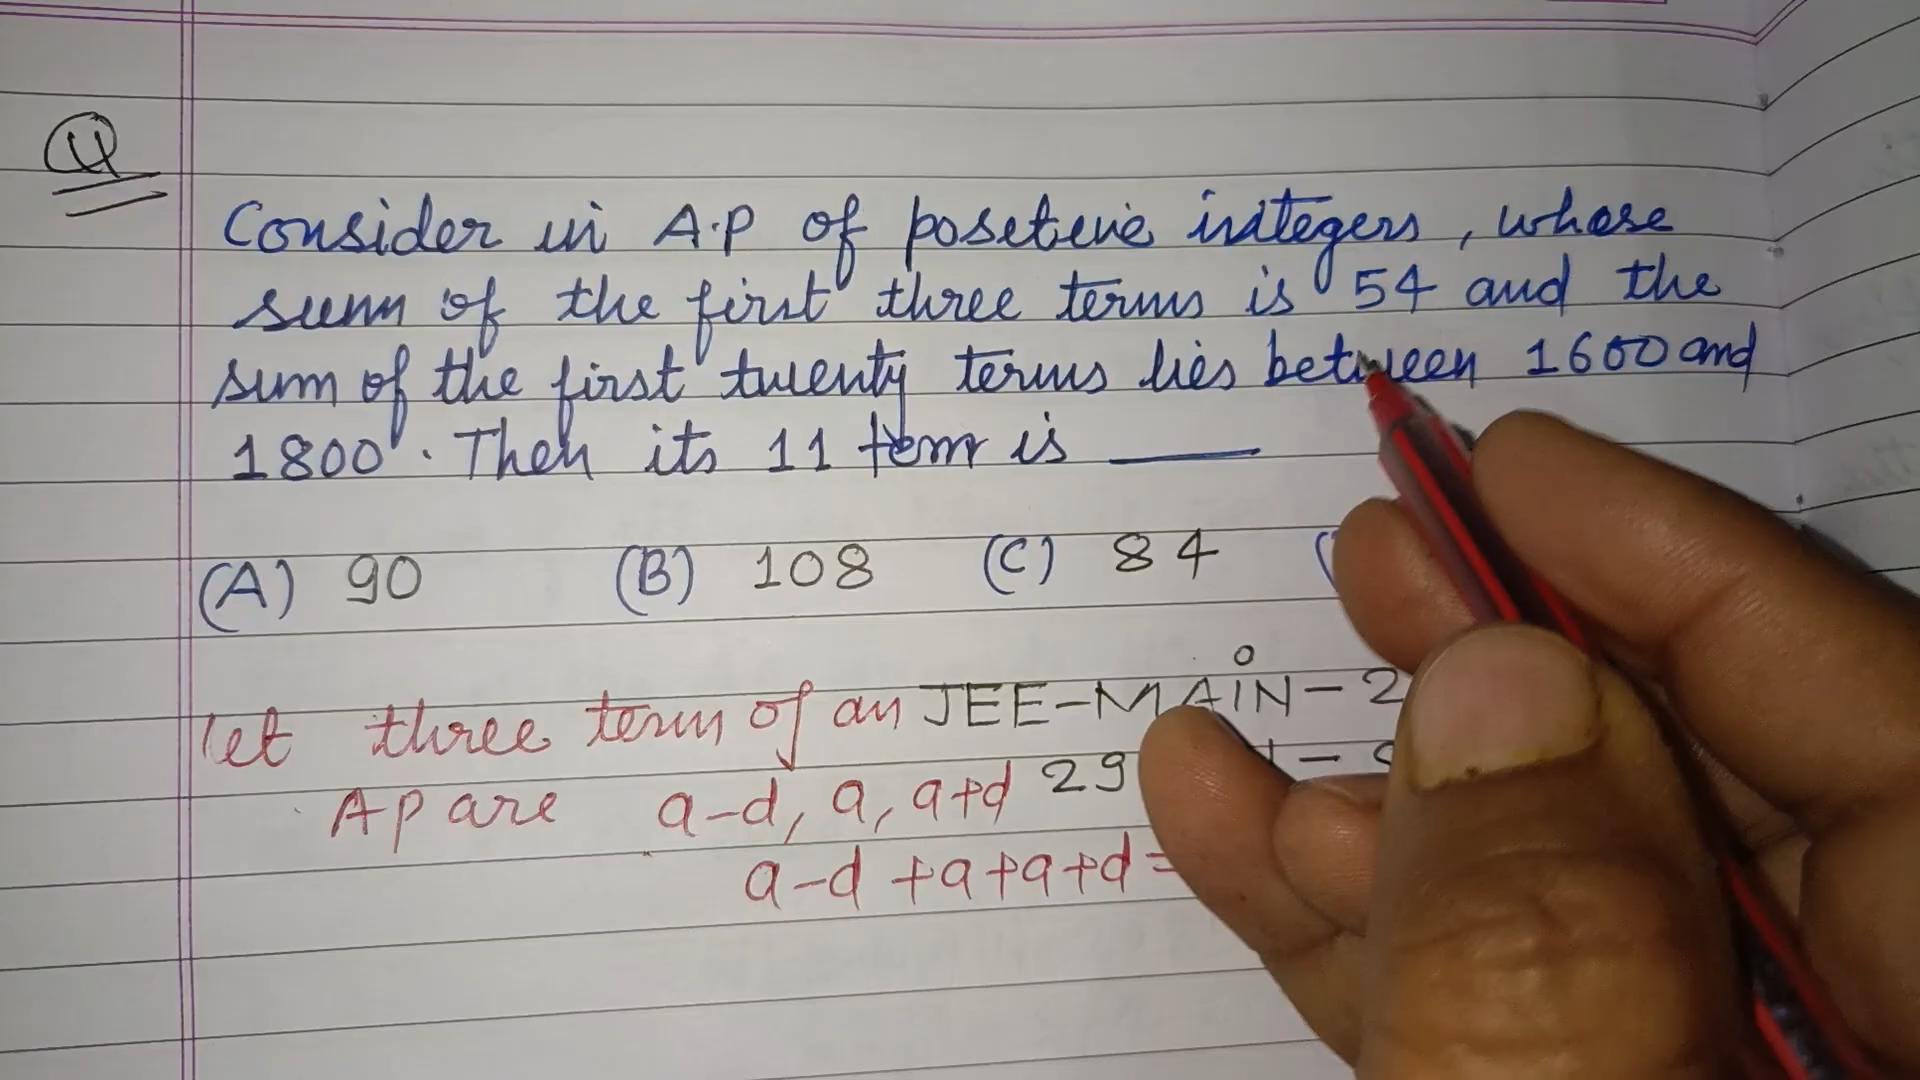 Q
Consider in A.P of posetive integers, whose
sum of the first three terms is 54 and the
sum of the first twenty terms lies between 1600 and
1800. Then its 11 term is ____
(A) 90 (B) 108 (C) 84 (
let three term of an JEE-MAIN-2
AP are a-d, a, a+d 29
a-d+a+a+d=